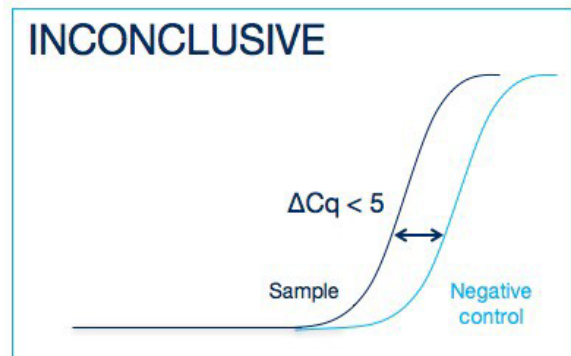 INCONCLUSIVE
ΔCq < 5
Sample
Negative
control